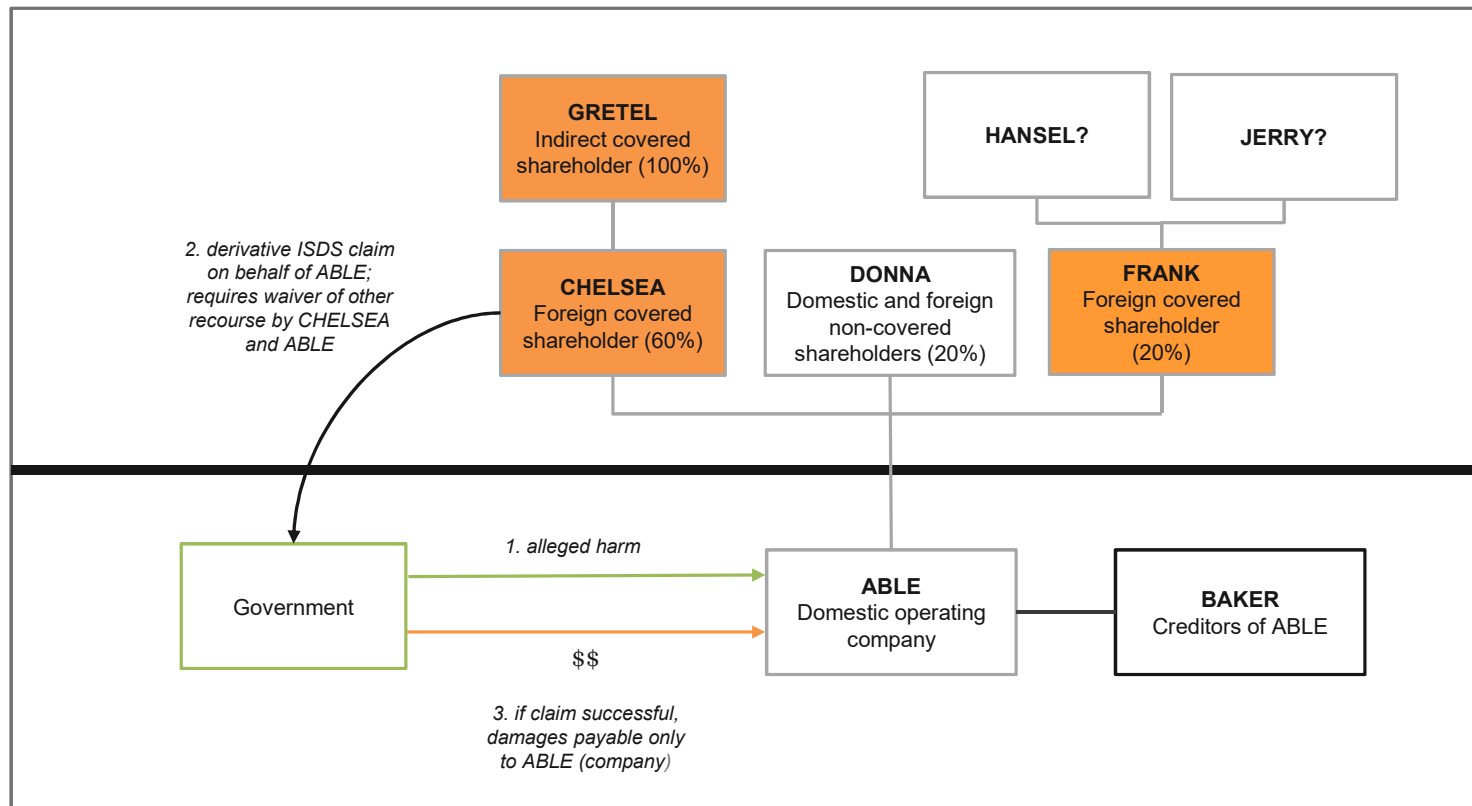 GRETEL
Indirect covered
shareholder (100%)
HANSEL?
JERRY?
2. derivative ISDS claim
on behalf of ABLE;
requires waiver of other
recourse by CHELSEA
and ABLE
CHELSEA
Foreign covered
shareholder (60%)
DONNA
Domestic and foreign
non-covered
shareholders (20%)
FRANK
Foreign covered
shareholder
(20%)
Government
1. alleged harm
$$
3. if claim successful,
damages payable only
to ABLE (company)
ABLE
Domestic operating
company
BAKER
Creditors of ABLE